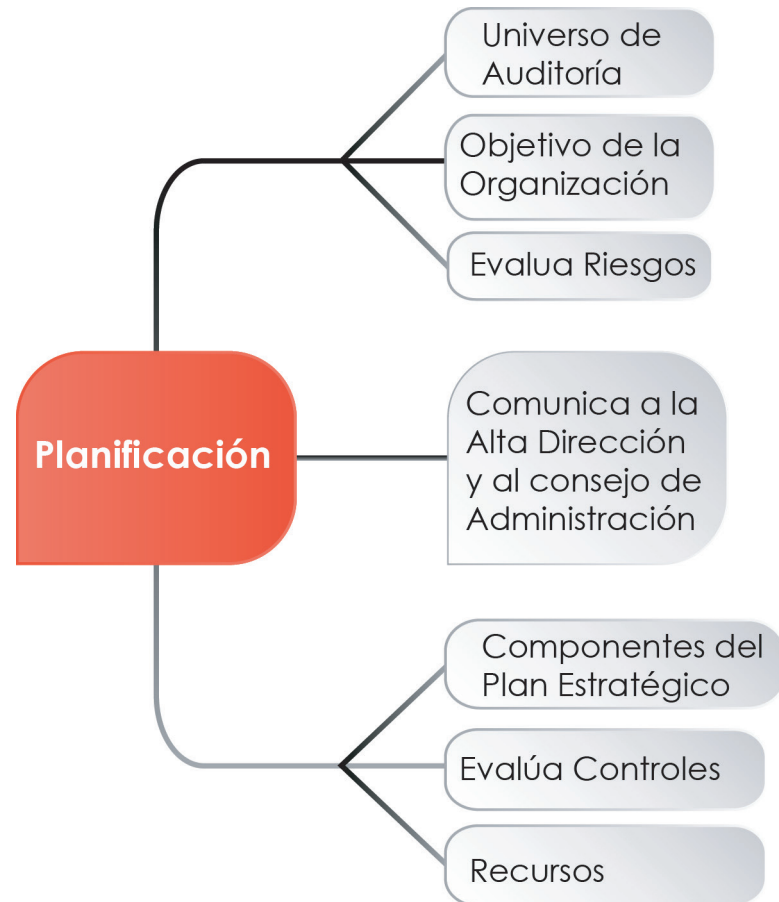 Universo de
Auditoría
Objetivo de la
Organización
Evalua Riesgos
Planificación
Comunica a la
Alta Dirección
y al consejo de
Administración
Componentes del
Plan Estratégico
Evalúa Controles
Recursos